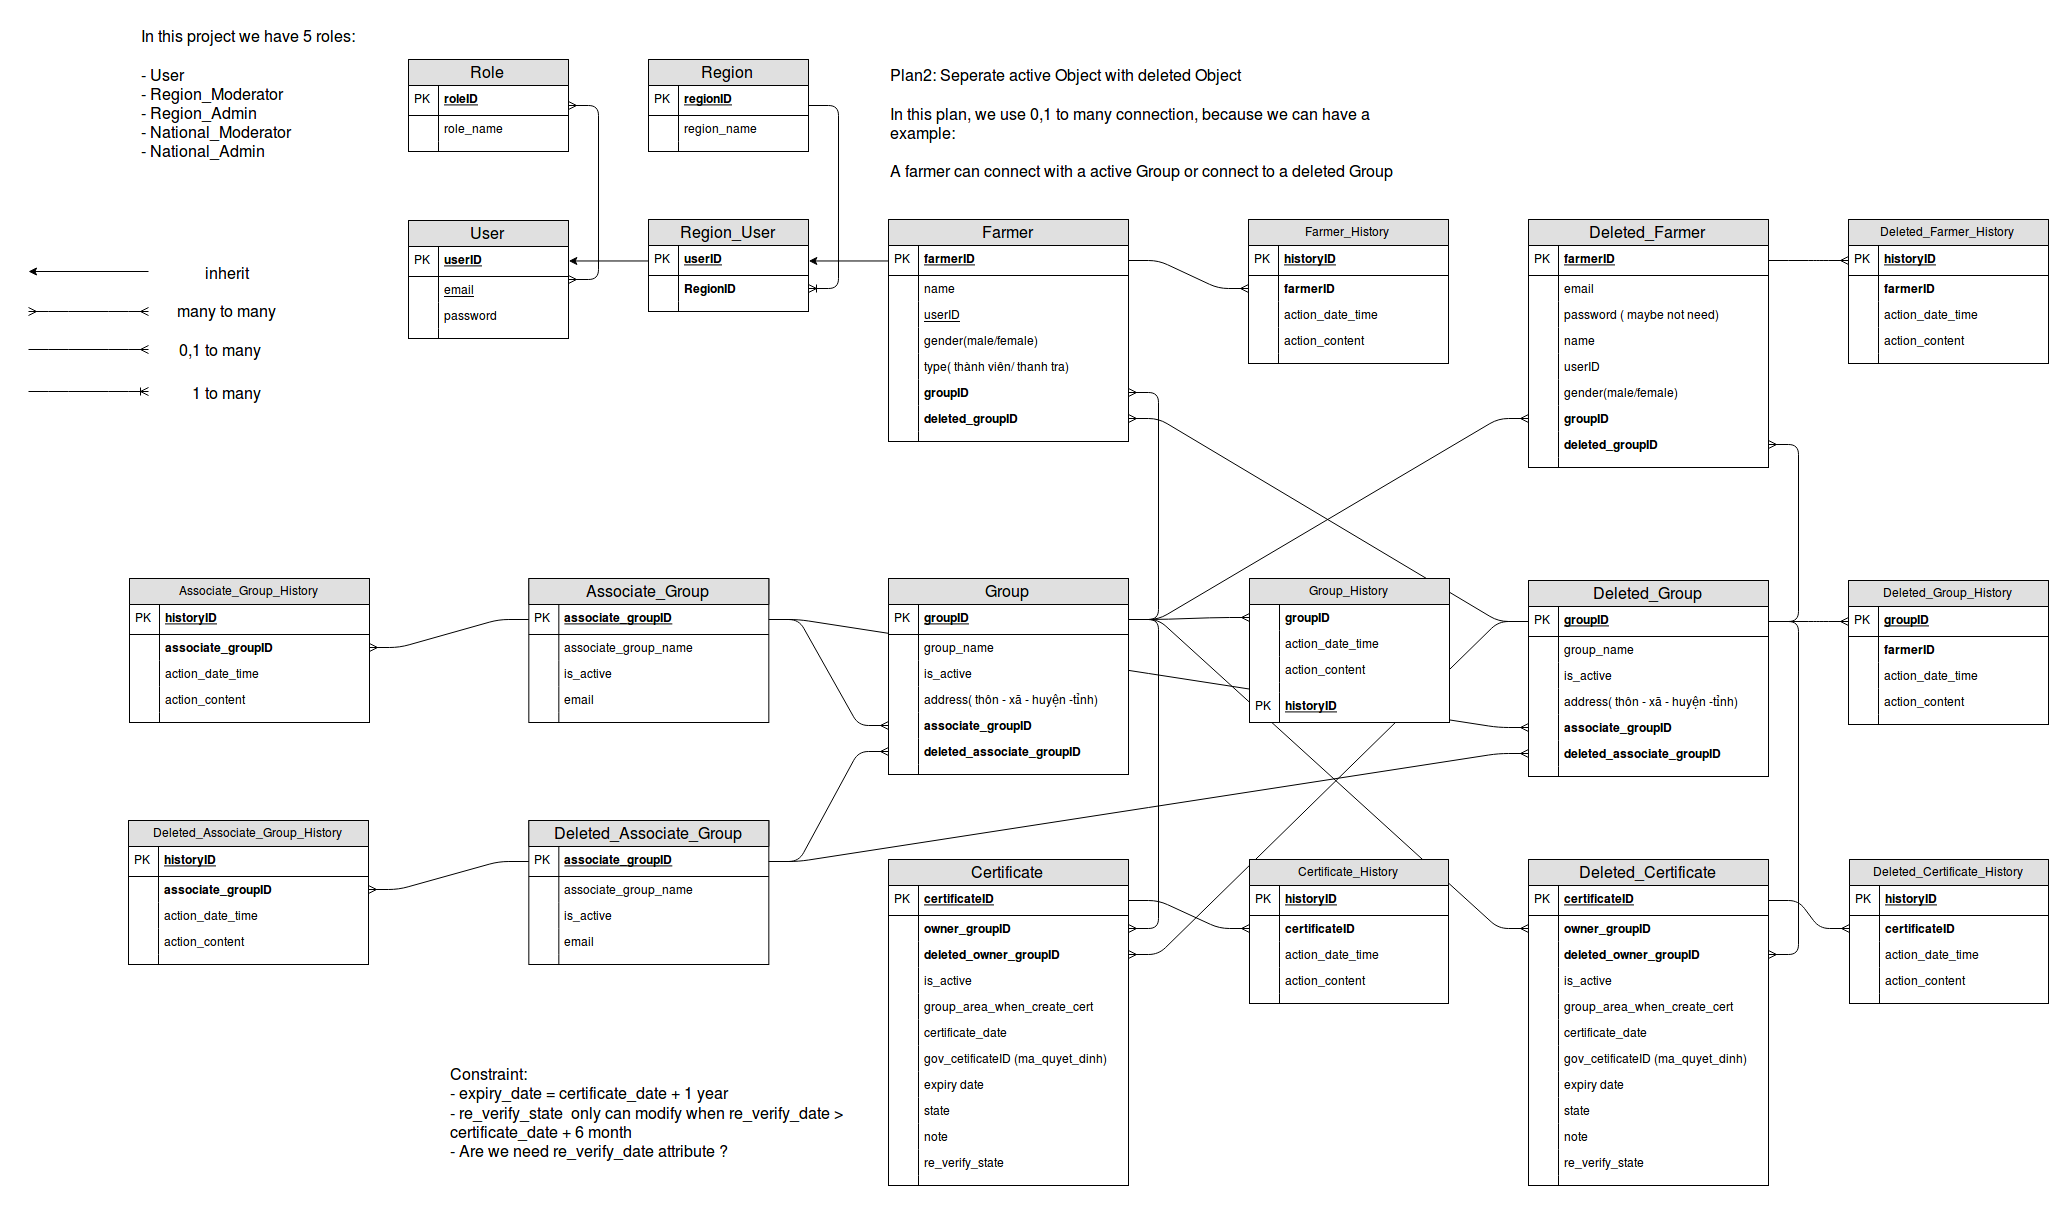 In this project we have 5 roles:
- User
- Region_Moderator
- Region_Admin
- National_Moderator
- National_Admin
Role
PK roleID
role_name
Region
PK regionID
region_name
Plan2: Seperate active Object with deleted Object
In this plan, we use 0,1 to many connection, because we can have a
example:
A farmer can connect with a active Group or connect to a deleted Group
inherit
many to many
0,1 to many
1 to many
User
PK userID
email
password
Region_User
PK userID
RegionID
Farmer
PK farmerID
name
userID
gender(male/female)
type( thành viên/ thanh tra)
groupID
deleted_groupID
Farmer_History
PK historyID
farmerID
action_date_time
action_content
Deleted_Farmer
PK farmerID
email
password ( maybe not need)
name
userID
gender(male/female)
groupID
deleted_groupID
Deleted_Farmer_History
PK historyID
farmerID
action_date_time
action_content
Associate_Group_History
PK historyID
associate_groupID
action_date_time
action_content
Associate_Group
PK associate_groupID
associate_group_name
is_active
email
Group
PK groupID
group_name
is_active
address( thôn - xã - huyện -tỉnh)
associate_groupID
deleted_associate_groupID
Group_History
groupID
action_date_time
action_content
PK historyID
Deleted_Group
PK groupID
group_name
is_active
address( thôn - xã - huyện -tỉnh)
associate_groupID
deleted_associate_groupID
Deleted_Group_History
PK groupID
farmerID
action_date_time
action_content
Deleted_Associate_Group_History
PK historyID
associate_groupID
action_date_time
action_content
Deleted_Associate_Group
PK associate_groupID
associate_group_name
is_active
email
Certificate
PK certificateID
owner_groupID
deleted_owner_groupID
is_active
group_area_when_create_cert
certificate_date
gov_cetificateID (ma_quyet_dinh)
expiry date
state
note
re_verify_state
Certificate_History
PK historyID
certificateID
action_date_time
action_content
Deleted_Certificate
PK certificateID
owner_groupID
deleted_owner_groupID
is_active
group_area_when_create_cert
certificate_date
gov_cetificateID (ma_quyet_dinh)
expiry date
state
note
re_verify_state
Deleted_Certificate_History
PK historyID
certificateID
action_date_time
action_content
Constraint:
- expiry_date = certificate_date + 1 year
- re_verify_state only can modify when re_verify_date >
certificate_date + 6 month
- Are we need re_verify_date attribute ?